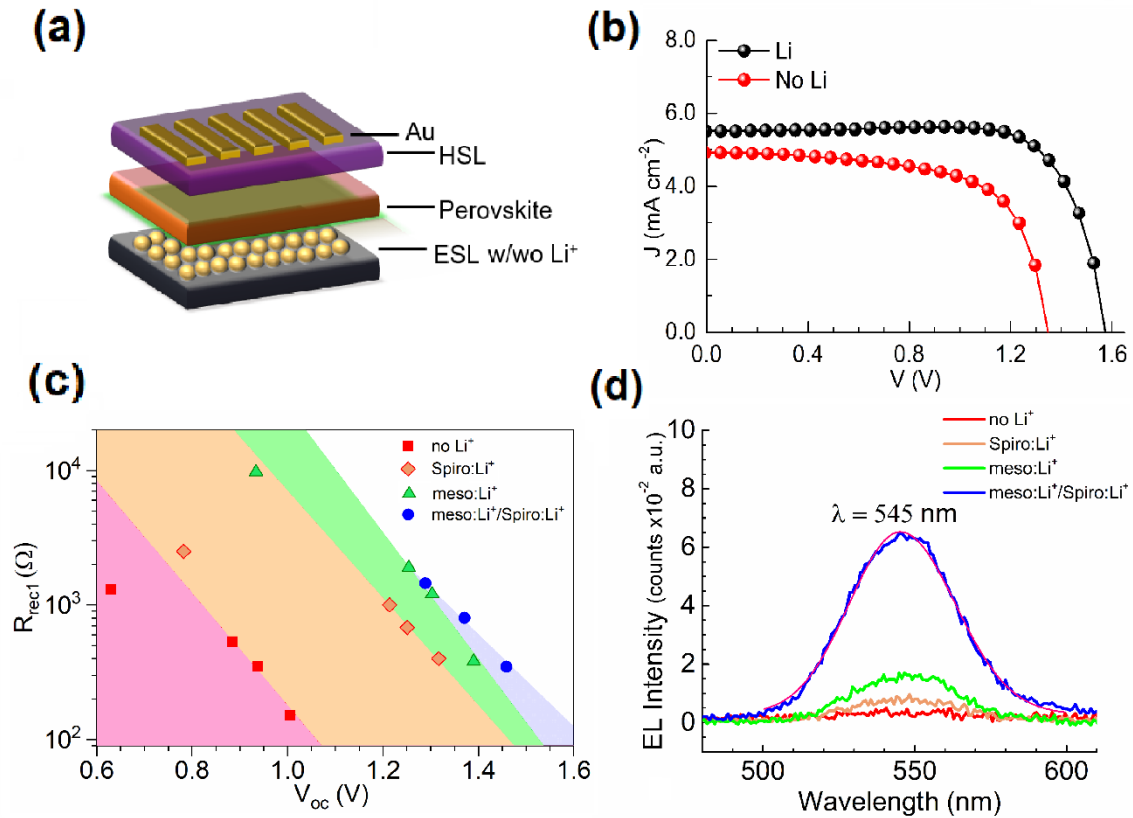 (a)
Au
HSL
Perovskite
ESL w/wo Li⁺
(b)
8.0
6.0
4.0
2.0
0.0
J (mA cm⁻²)
Li
No Li
0.0 0.4 0.8 1.2 1.6
V (V)
(c)
10⁴
10³
10²
R_rec1 (Ω)
no Li⁺
Spiro:Li⁺
meso:Li⁺
meso:Li⁺/Spiro:Li⁺
0.6 0.8 1.0 1.2 1.4 1.6
V_oc (V)
(d)
10
8
6
4
2
0
EL Intensity (counts x10⁻² a.u.)
no Li⁺
Spiro:Li⁺
meso:Li⁺
meso:Li⁺/Spiro:Li⁺
λ = 545 nm
500 550 600
Wavelength (nm)